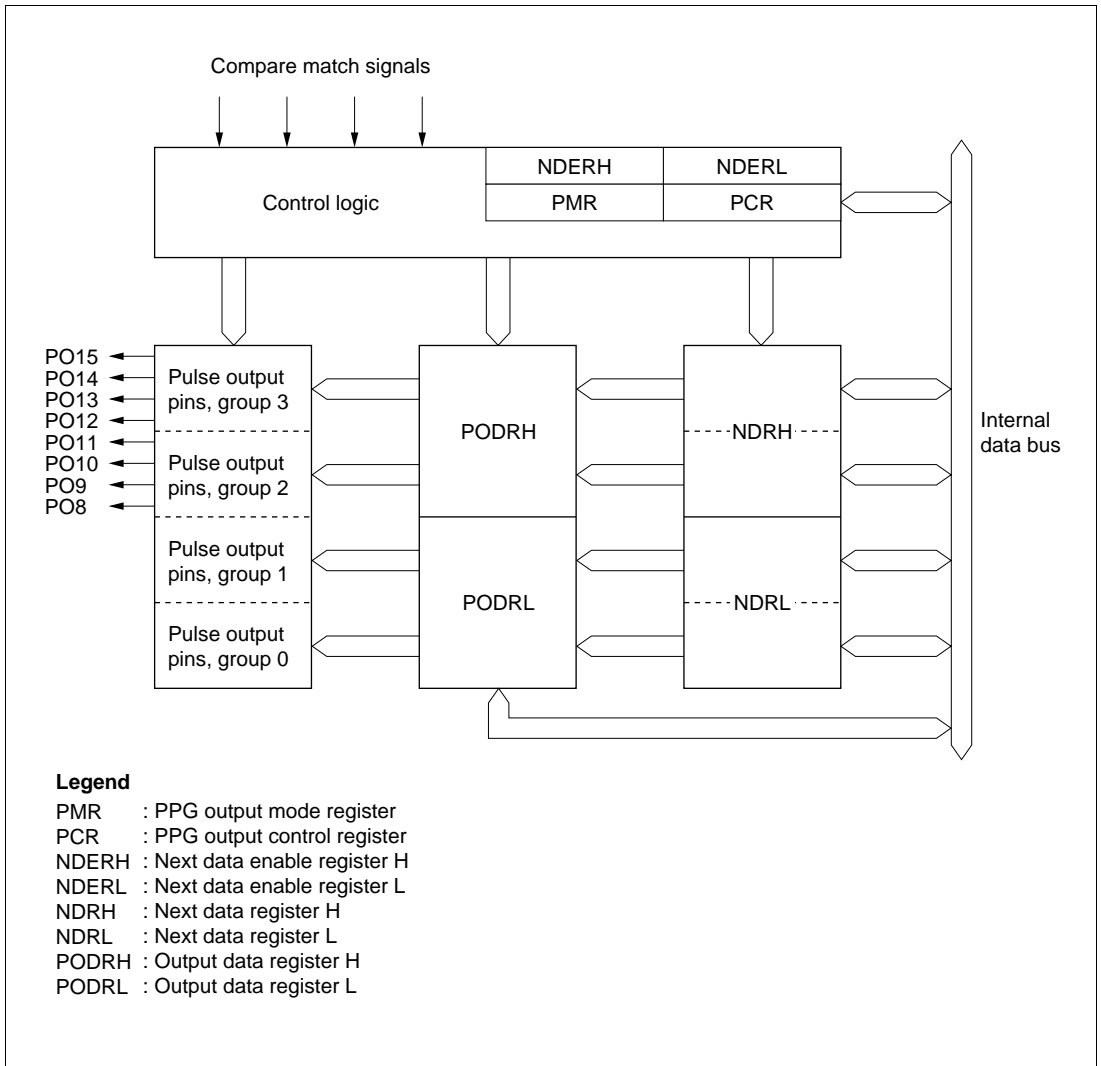 Compare match signals
NDERH NDERL
Control logic PMR PCR
PO15
PO14
PO13
PO12
PO11
PO10
PO9
PO8
Pulse output
pins, group 3
Pulse output
pins, group 2
Pulse output
pins, group 1
Pulse output
pins, group 0
PODRH
PODRL
NDRH
NDRL
Internal
data bus
Legend
PMR : PPG output mode register
PCR : PPG output control register
NDERH : Next data enable register H
NDERL : Next data enable register L
NDRH : Next data register H
NDRL : Next data register L
PODRH : Output data register H
PODRL : Output data register L